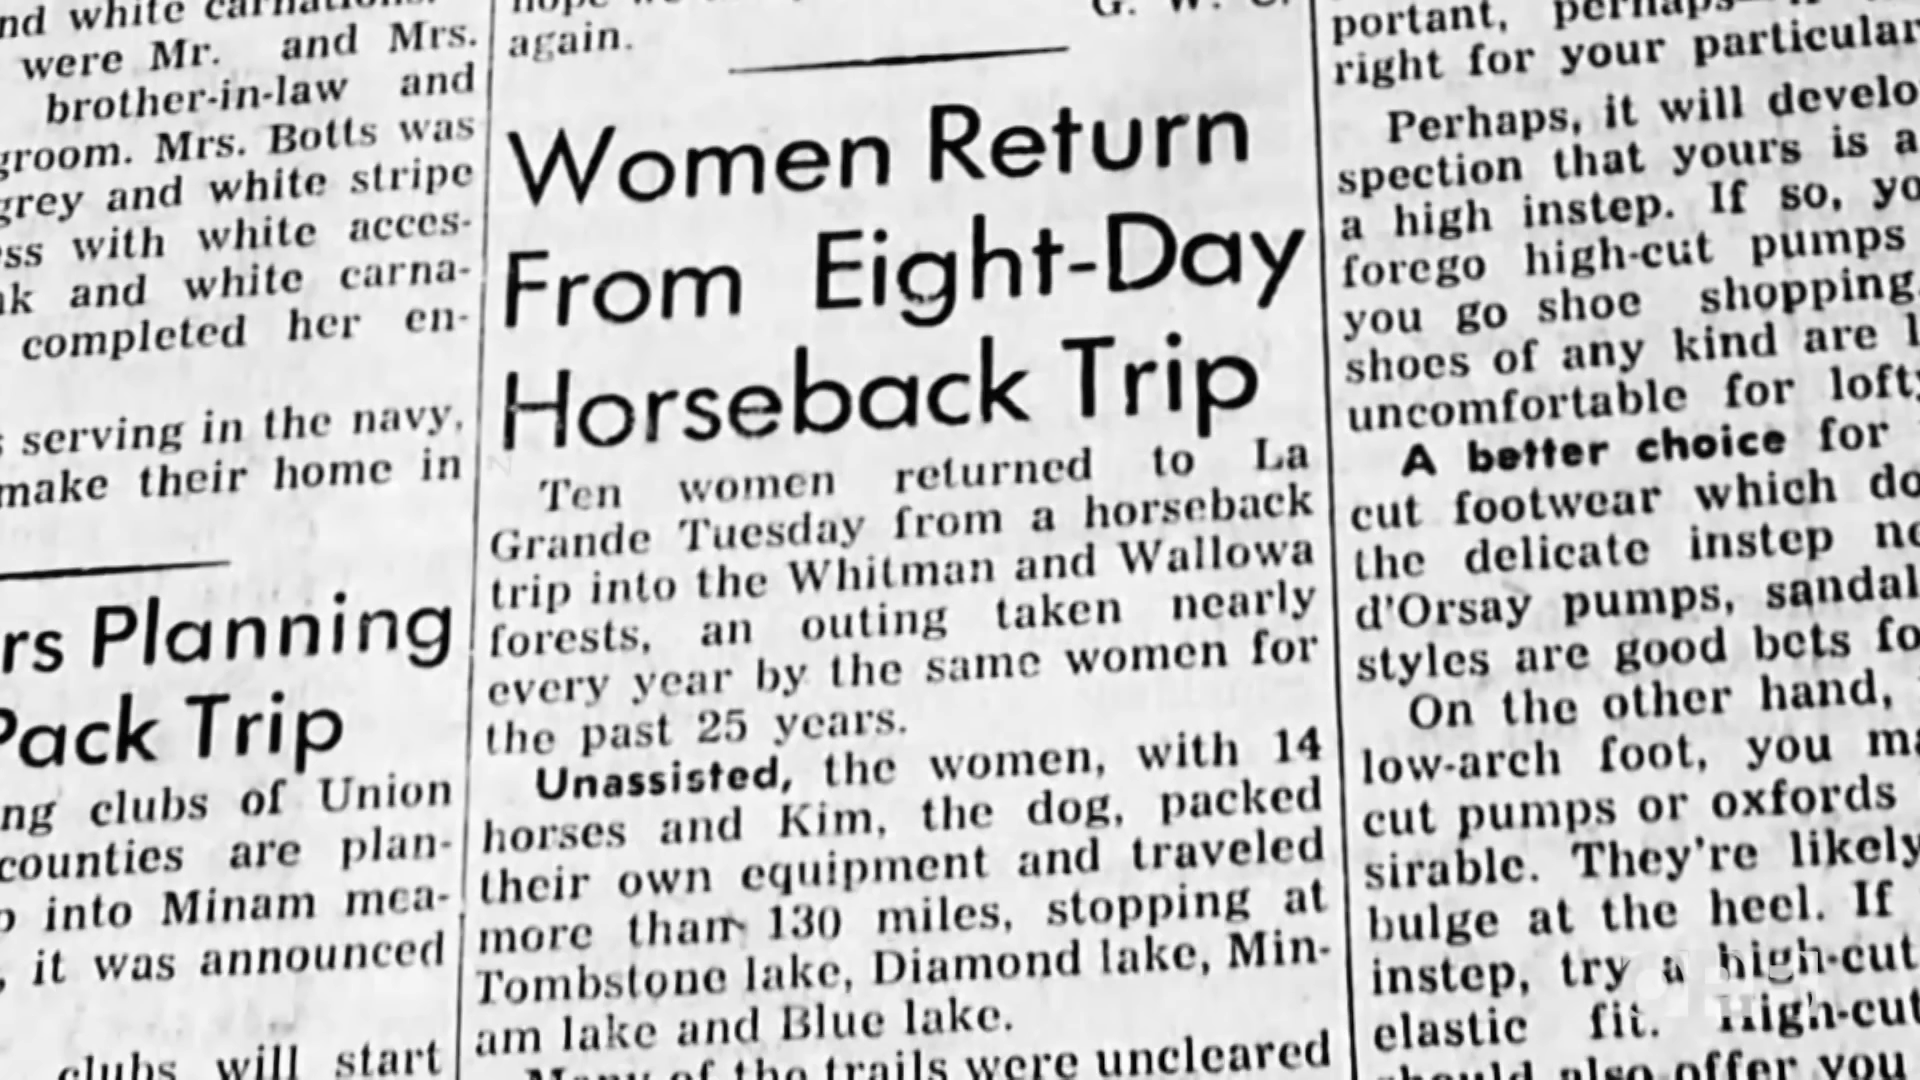 nd white carnations.
were Mr. and Mrs.
brother-in-law and
groom. Mrs. Botts was
grey and white stripe
ss with white acces-
nk and white carna-
completed her en-
s serving in the navy,
make their home in
rs Planning
Pack Trip
ng clubs of Union
counties are plan-
p into Minam mea-
, it was announced
clubs will start
G. W. C.
again.
Women Return
From Eight-Day
Horseback Trip
Ten women returned to La
Grande Tuesday from a horseback
trip into the Whitman and Wallowa
forests, an outing taken nearly
every year by the same women for
the past 25 years.
Unassisted, the women, with 14
horses and Kim, the dog, packed
their own equipment and traveled
more than 130 miles, stopping at
Tombstone lake, Diamond lake, Min-
am lake and Blue lake.
Many of the trails were uncleared
portant, perhaps
right for your particular
Perhaps, it will develo
spection that yours is a
a high instep. If so, yo
forego high-cut pumps
you go shoe shopping.
shoes of any kind are l
uncomfortable for lofty
A better choice for
cut footwear which do
the delicate instep ne
d'Orsay pumps, sandal
styles are good bets fo
On the other hand,
low-arch foot, you ma
cut pumps or oxfords
sirable. They're likely
bulge at the heel. If
instep, try a high-cut
elastic fit. High-cut
should also offer you